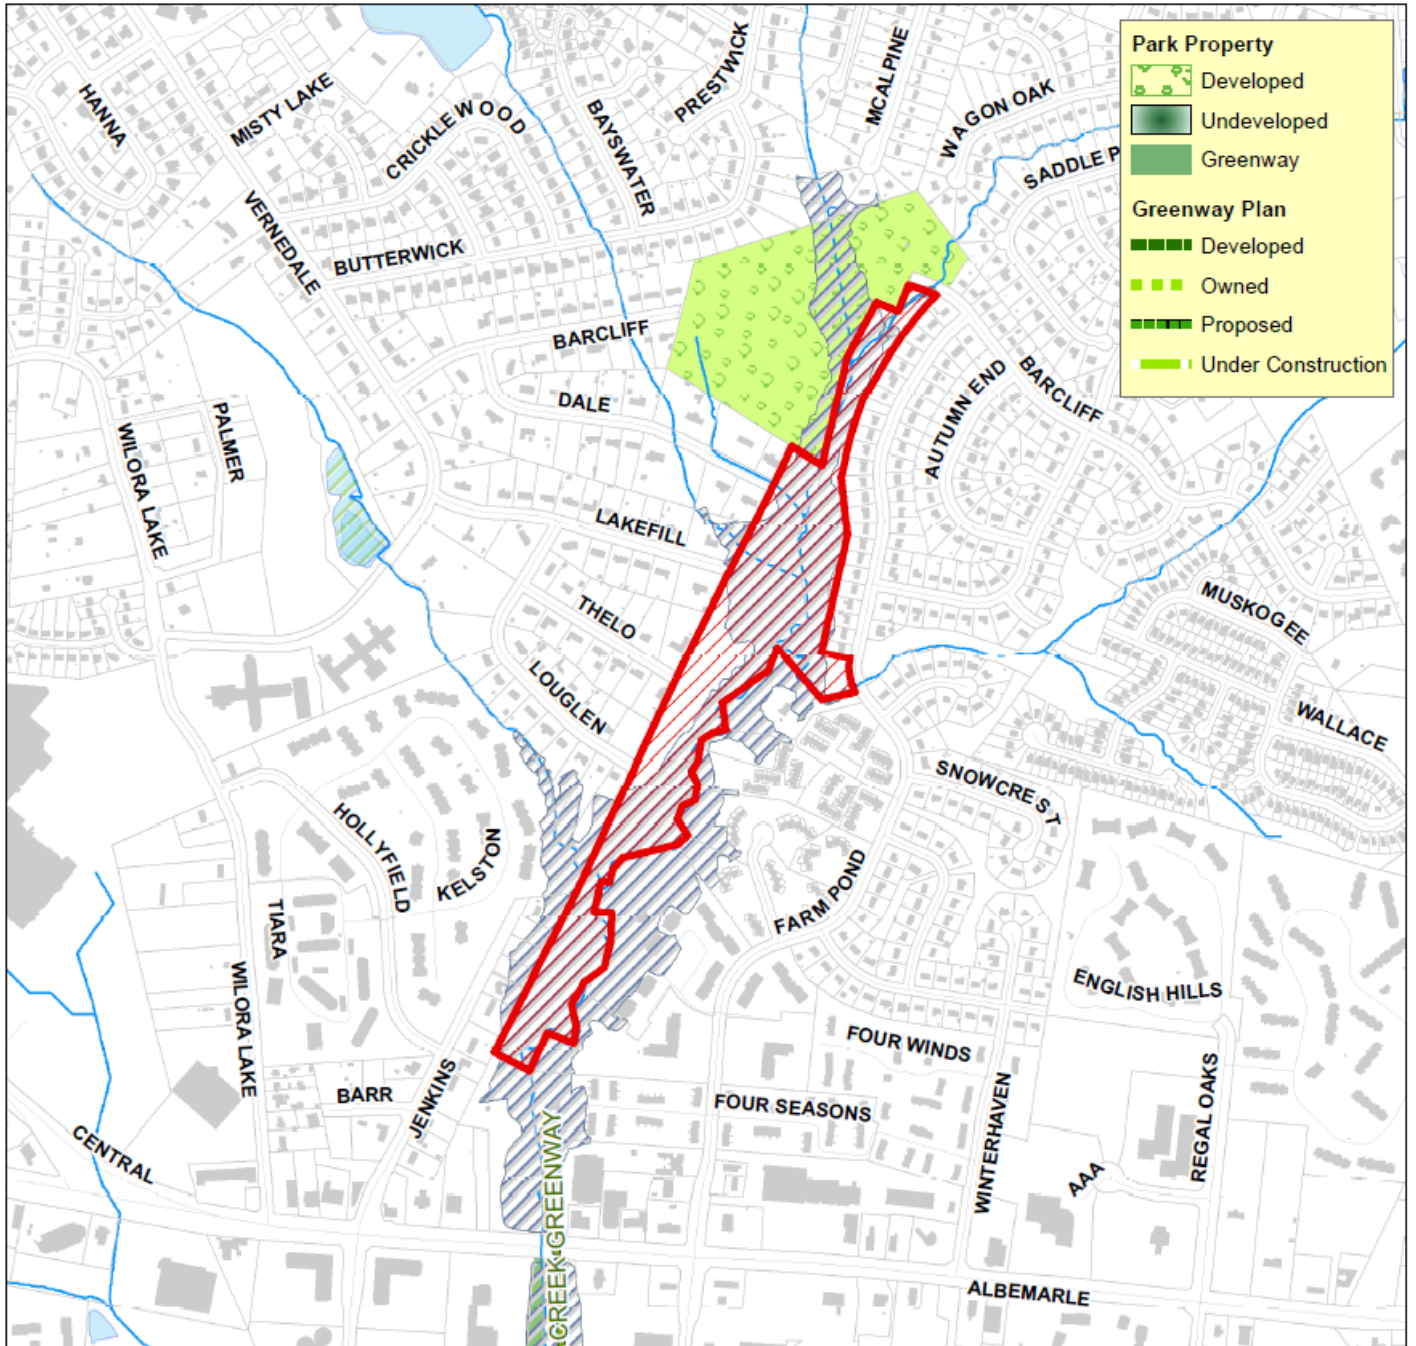 Park Property
Developed
Undeveloped
Greenway
Greenway Plan
Developed
Owned
Proposed
Under Construction
HANNA
MISTY LAKE
CRICKLEWOOD
BAYSWATER
PRESTWICK
MCALPINE
WAGON OAK
SADDLE P
VERNEDALE
BUTTERWICK
BARCLIFF
DALE
AUTUMN END
BARCLIFF
PALMER
WILORA LAKE
LAKEFILL
THELO
LOUGLEN
MUSKOGEE
WALLACE
SNOWCREST
HOLLYFIELD
KELSTON
FARM POND
TIARA
WILORA LAKE
ENGLISH HILLS
FOUR WINDS
BARR
JENKINS
FOUR SEASONS
WINTERHAVEN
REGAL OAKS
AAA
CENTRAL
CREEK GREENWAY
ALBEMARLE